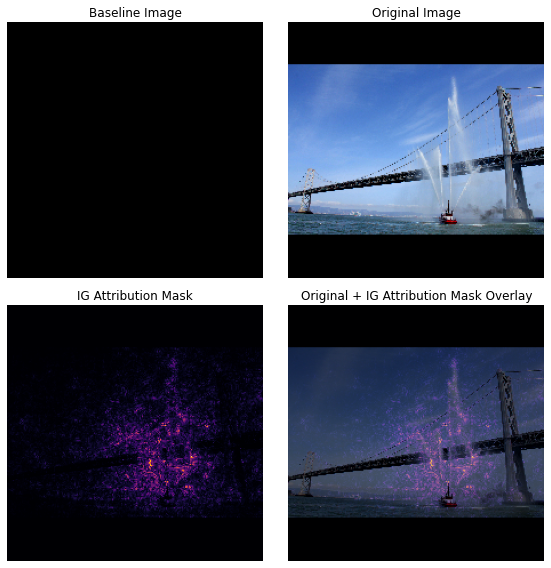 Baseline Image
Original Image
IG Attribution Mask
Original + IG Attribution Mask Overlay